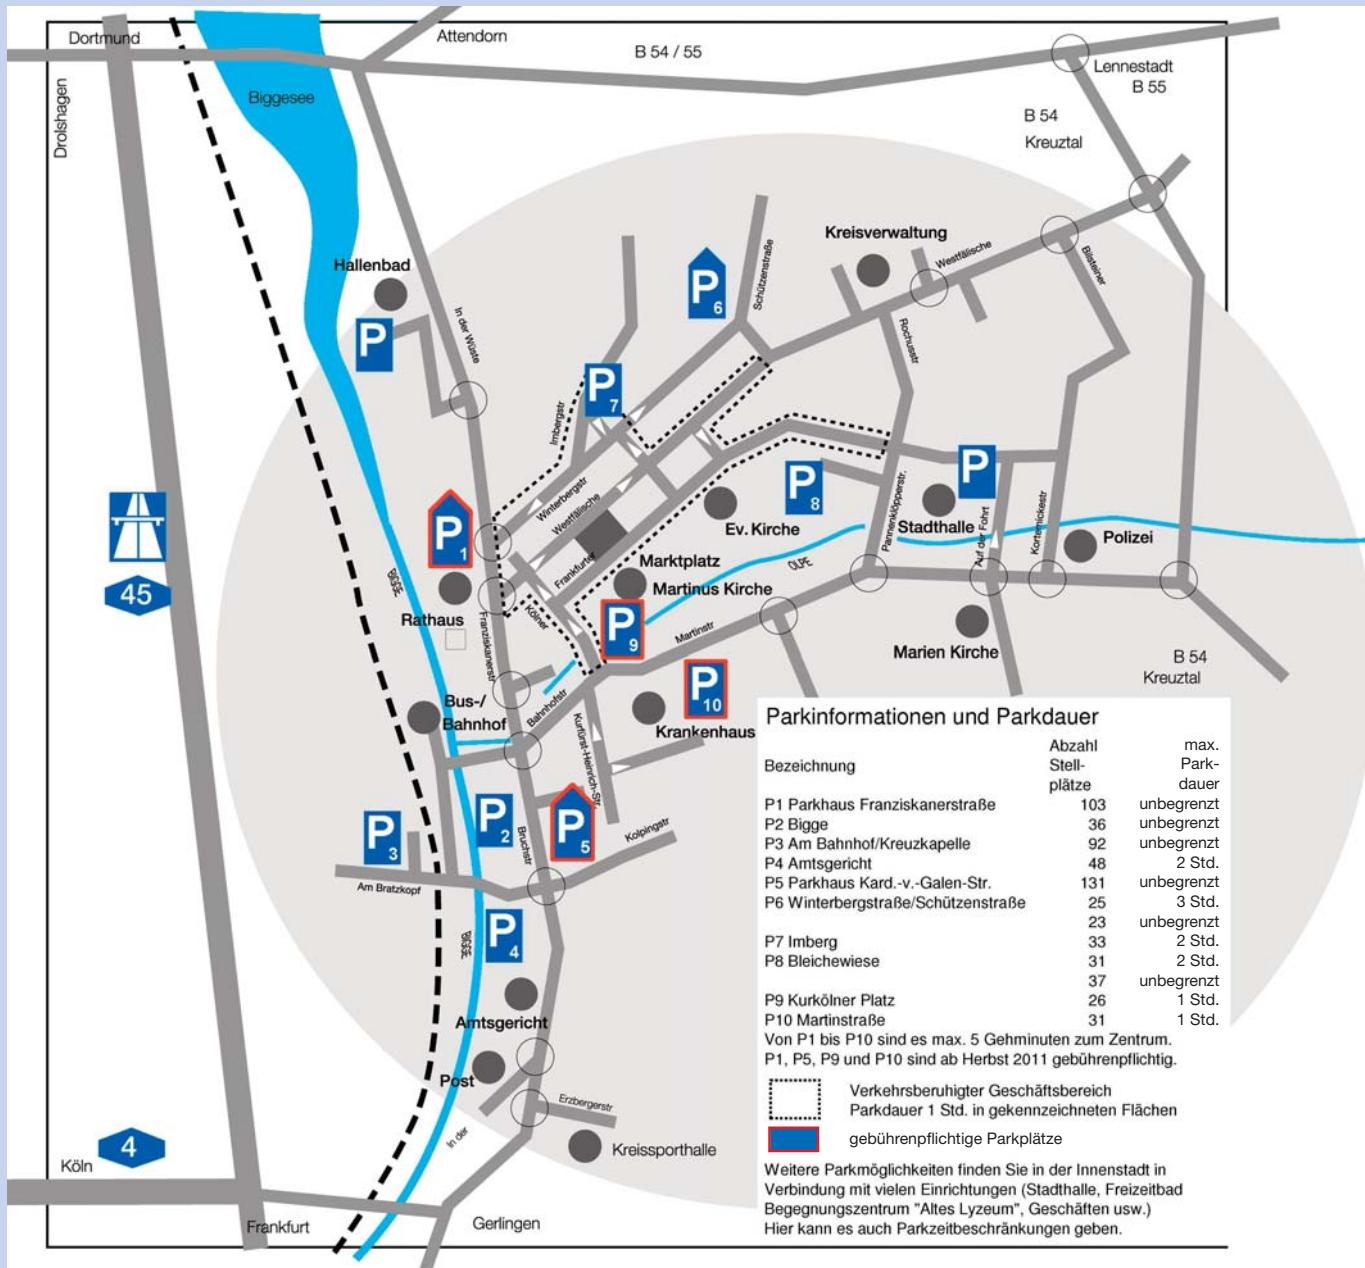 Dortmund
Attendorn
B 54 / 55
Lennestadt
B 55
Drolshagen
Biggesee
B 54
Kreuztal
Kreisverwaltung
Westfälische
Bilsteiner
Schützenstraße
Hallenbad
P
P 6
In der Wüste
Rochusstr
P 7
Imbergstr
P 8
P
Winterbergstr
Westfälische
Ev. Kirche
Stadthalle
Pannenklöpperstr.
Auf der Fohrt
Kortemickestr
Polizei
P 1
45
BIGGE
Rathaus
Frankfurter
Marktplatz
Martinus Kirche
OLPE
Kölner
P 9
Franziskanerstr
Martinstr
Marien Kirche
B 54
Kreuztal
Bus-/
Bahnhof
Bahnhofstr
P 10
Krankenhaus
Kurfürst-Heinrich-Str.
P 2
P 3
P 5
Bruchstr
Kolpingstr
Am Bratzkopf
P 4
BIGGE
Amtsgericht
Post
In der
Erzbergerstr
Kreissporthalle
4
Köln
Frankfurt
Gerlingen
Parkinformationen und Parkdauer
Abzahl max.
Bezeichnung Stell- Park-
plätze dauer
P1 Parkhaus Franziskanerstraße 103 unbegrenzt
P2 Bigge 36 unbegrenzt
P3 Am Bahnhof/Kreuzkapelle 92 unbegrenzt
P4 Amtsgericht 48 2 Std.
P5 Parkhaus Kard.-v.-Galen-Str. 131 unbegrenzt
P6 Winterbergstraße/Schützenstraße 25 3 Std.
23 unbegrenzt
P7 Imberg 33 2 Std.
P8 Bleichewiese 31 2 Std.
37 unbegrenzt
P9 Kurkölner Platz 26 1 Std.
P10 Martinstraße 31 1 Std.
Von P1 bis P10 sind es max. 5 Gehminuten zum Zentrum.
P1, P5, P9 und P10 sind ab Herbst 2011 gebührenpflichtig.
Verkehrsberuhigter Geschäftsbereich
Parkdauer 1 Std. in gekennzeichneten Flächen
gebührenpflichtige Parkplätze
Weitere Parkmöglichkeiten finden Sie in der Innenstadt in
Verbindung mit vielen Einrichtungen (Stadthalle, Freizeitbad
Begegnungszentrum "Altes Lyzeum", Geschäften usw.)
Hier kann es auch Parkzeitbeschränkungen geben.